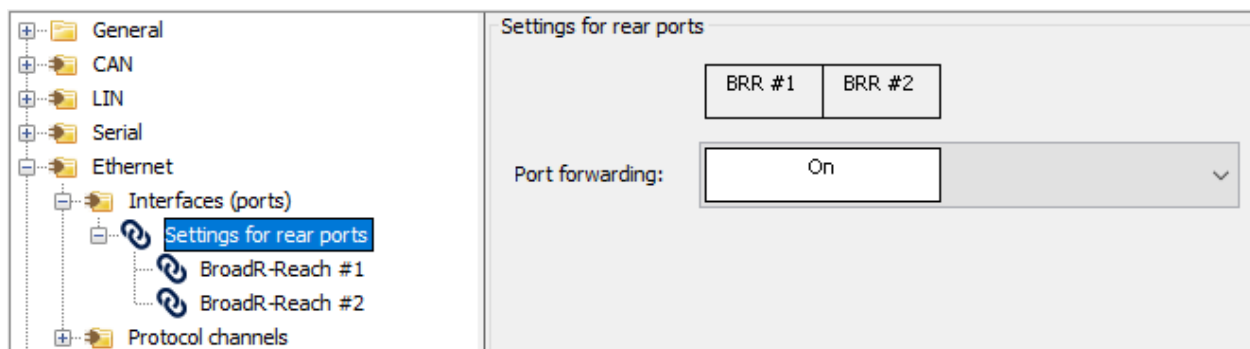 General
CAN
LIN
Serial
Ethernet
Interfaces (ports)
Settings for rear ports
BroadR-Reach #1
BroadR-Reach #2
Protocol channels
Settings for rear ports
BRR #1 BRR #2
Port forwarding: On